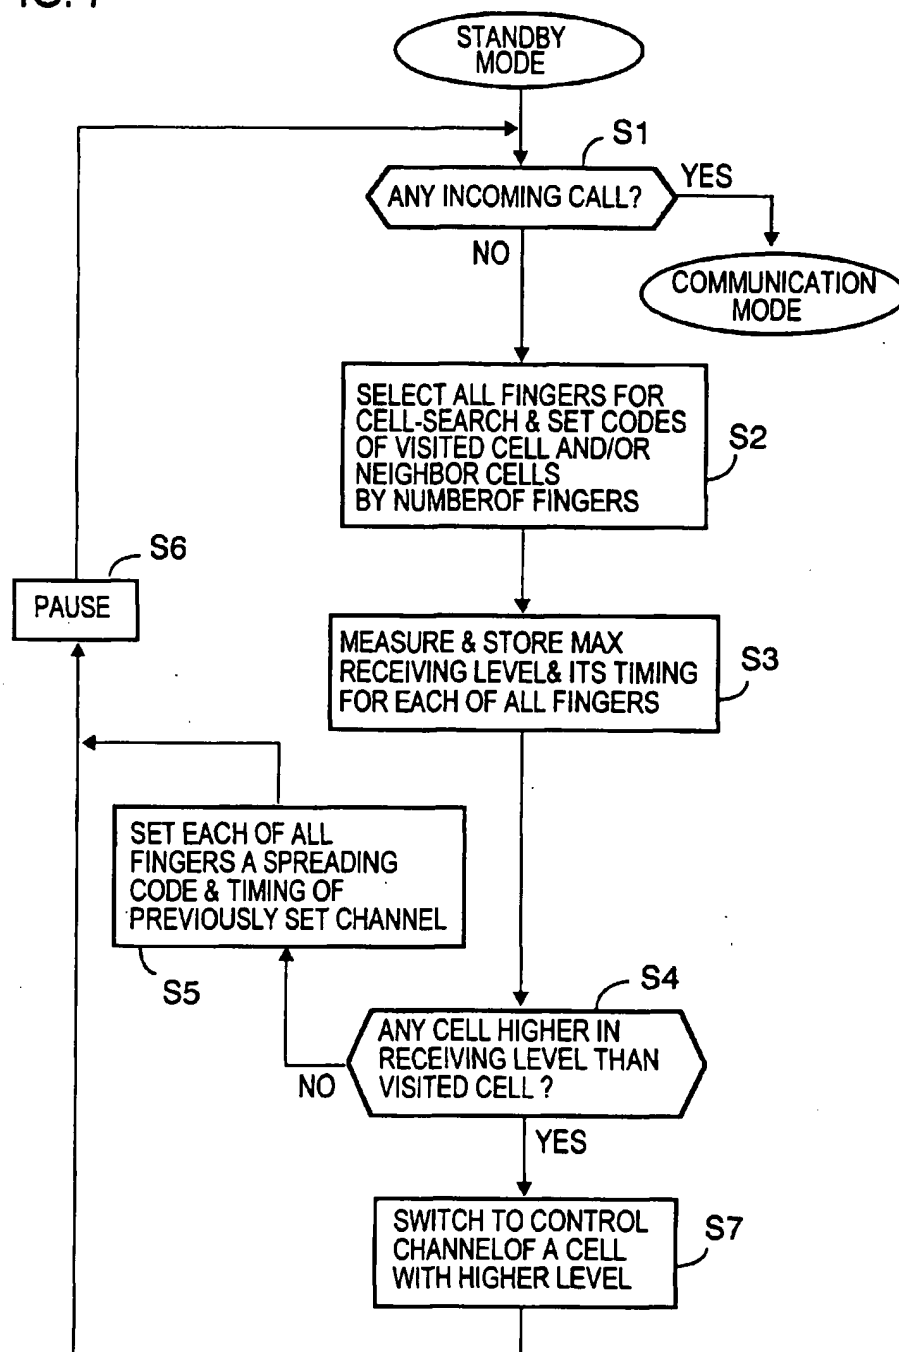 STANDBY
MODE
S1
ANY INCOMING CALL?
YES
NO
COMMUNICATION
MODE
SELECT ALL FINGERS FOR
CELL-SEARCH & SET CODES
OF VISITED CELL AND/OR
NEIGHBOR CELLS
BY NUMBEROF FINGERS
S2
S6
PAUSE
MEASURE & STORE MAX
RECEIVING LEVEL& ITS TIMING
FOR EACH OF ALL FINGERS
S3
SET EACH OF ALL
FINGERS A SPREADING
CODE & TIMING OF
PREVIOUSLY SET CHANNEL
S5
S4
ANY CELL HIGHER IN
RECEIVING LEVEL THAN
VISITED CELL ?
NO
YES
SWITCH TO CONTROL
CHANNELOF A CELL
WITH HIGHER LEVEL
S7